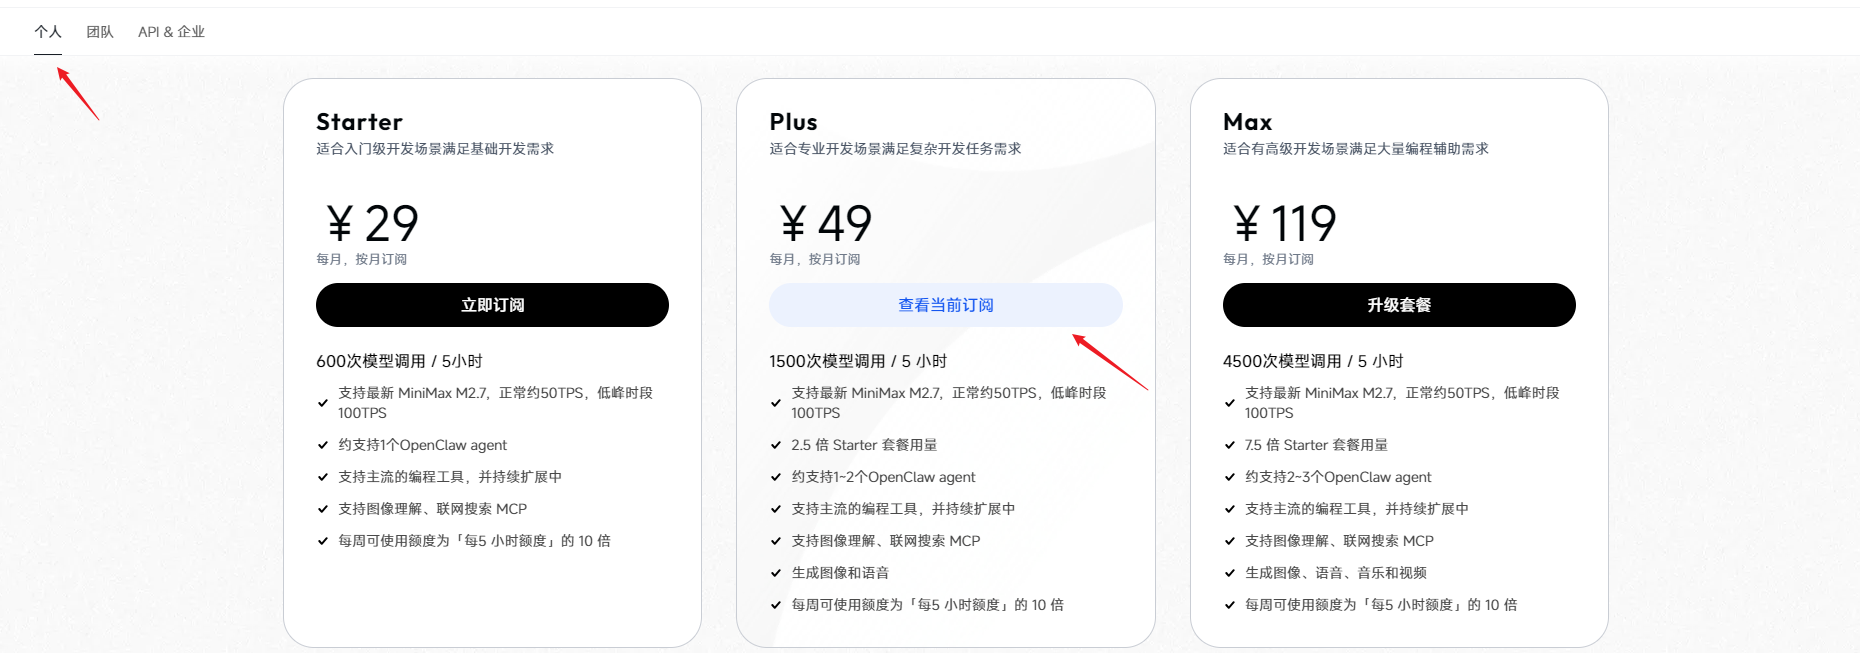 个人 团队 API & 企业
Starter
适合入门级开发场景满足基础开发需求
¥ 29
每月，按月订阅
立即订阅
600次模型调用 / 5小时
支持最新 MiniMax M2.7，正常约50TPS，低峰时段
100TPS
约支持1个OpenClaw agent
支持主流的编程工具，并持续扩展中
支持图像理解、联网搜索 MCP
每周可使用额度为「每5 小时额度」的 10 倍
Plus
适合专业开发场景满足复杂开发任务需求
¥ 49
每月，按月订阅
查看当前订阅
1500次模型调用 / 5 小时
支持最新 MiniMax M2.7，正常约50TPS，低峰时段
100TPS
2.5 倍 Starter 套餐用量
约支持1~2个OpenClaw agent
支持主流的编程工具，并持续扩展中
支持图像理解、联网搜索 MCP
生成图像和语音
每周可使用额度为「每5 小时额度」的 10 倍
Max
适合有高级开发场景满足大量编程辅助需求
¥ 119
每月，按月订阅
升级套餐
4500次模型调用 / 5 小时
支持最新 MiniMax M2.7，正常约50TPS，低峰时段
100TPS
7.5 倍 Starter 套餐用量
约支持2~3个OpenClaw agent
支持主流的编程工具，并持续扩展中
支持图像理解、联网搜索 MCP
生成图像、语音、音乐和视频
每周可使用额度为「每5 小时额度」的 10 倍